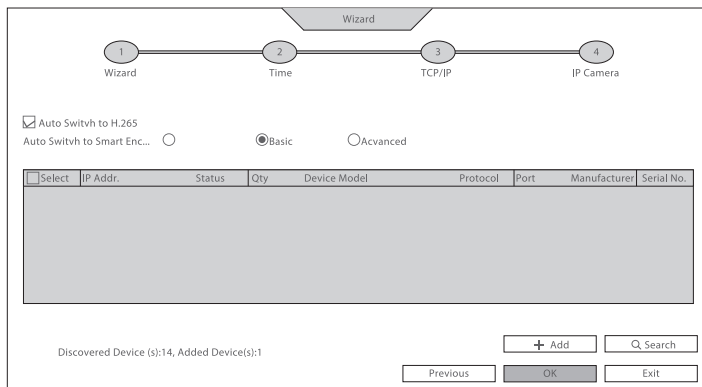 Wizard
1 2 3 4
Wizard Time TCP/IP IP Camera
Auto Switvh to H.265
Auto Switvh to Smart Enc... Basic Acvanced
Select IP Addr. Status Qty Device Model Protocol Port Manufacturer Serial No.
Discovered Device (s):14, Added Device(s):1
+ Add Search
Previous OK Exit